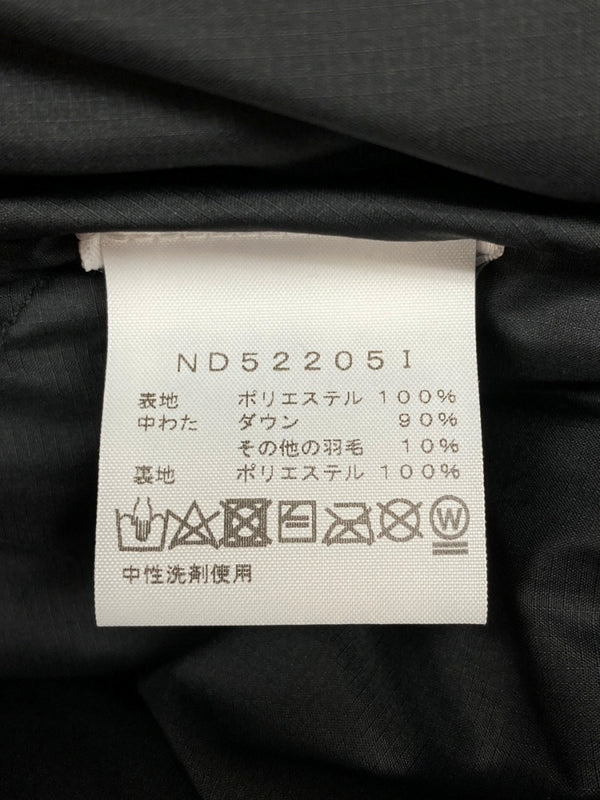 ND52205I
表地 ポリエステル 100%
中わた ダウン 90%
その他の羽毛 10%
裏地 ポリエステル 100%
W
中性洗剤使用